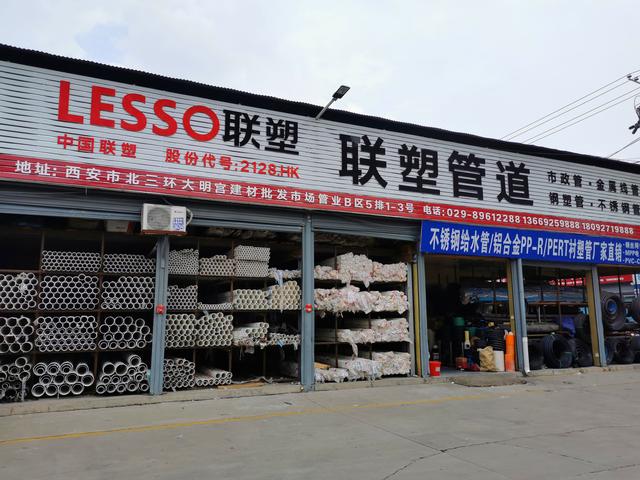 LESSO联塑
中国联塑 股份代号:2128.HK
联塑管道
市政管·金属线
钢塑管·不锈钢管
地址:西安市北三环大明宫建材批发市场管业B区5排1-3号 电话:029-89612288 13669259888 18092719888
不锈钢给水管/铝合金PP-R/PERT衬塑管厂家直销